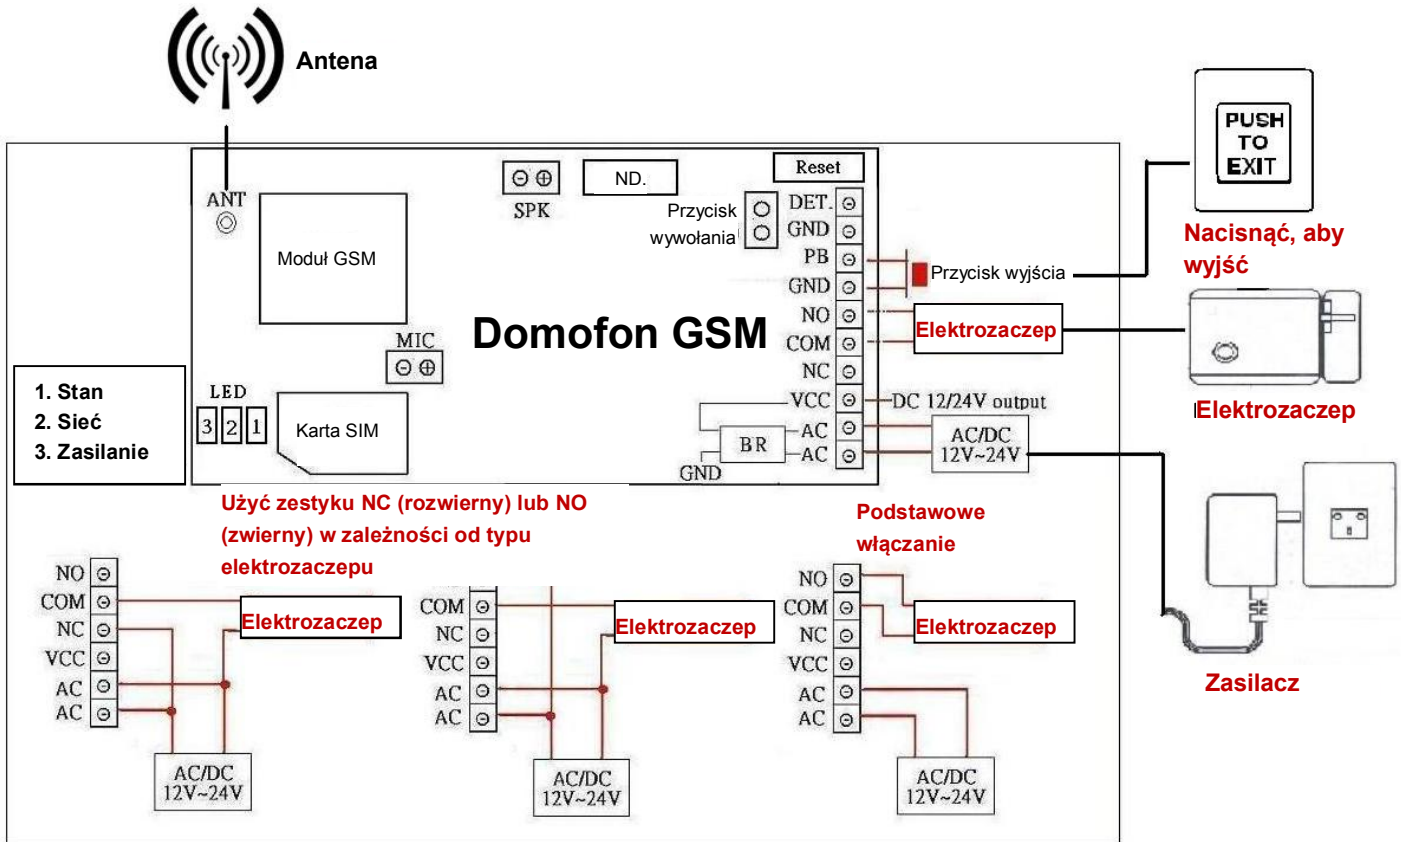 Antena
PUSH
TO
EXIT
Nacisnąć, aby
wyjść
ANT
Moduł GSM
SPK
ND.
Reset
Przycisk
wywołania
DET.
GND
PB
GND
NO
COM
NC
VCC
AC
AC
Przycisk wyjścia
Elektrozaczep
Elektrozaczep
Domofon GSM
MIC
1. Stan
2. Sieć
3. Zasilanie
LED
3 2 1
Karta SIM
DC 12/24V output
BR
GND
AC/DC
12V~24V
Użyć zestyku NC (rozwierny) lub NO
(zwierny) w zależności od typu
elektrozaczepu
Podstawowe
włączanie
NO
COM
NC
VCC
AC
AC
Elektrozaczep
AC/DC
12V~24V
COM
NC
VCC
AC
AC
Elektrozaczep
AC/DC
12V~24V
NO
COM
NC
VCC
AC
AC
Elektrozaczep
AC/DC
12V~24V
Zasilacz